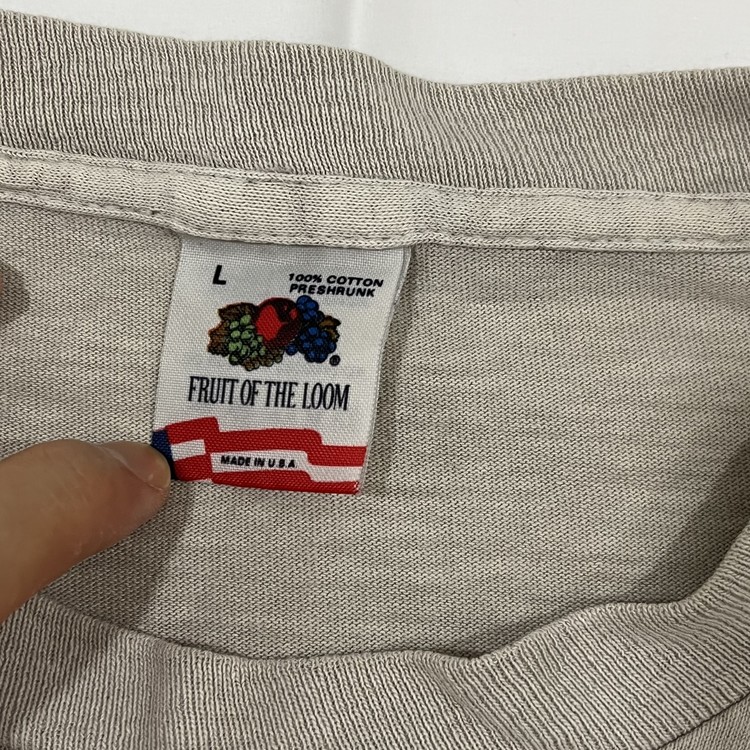 L
100% COTTON
PRESHRUNK
®
FRUIT OF THE LOOM
MADE IN U.S.A.